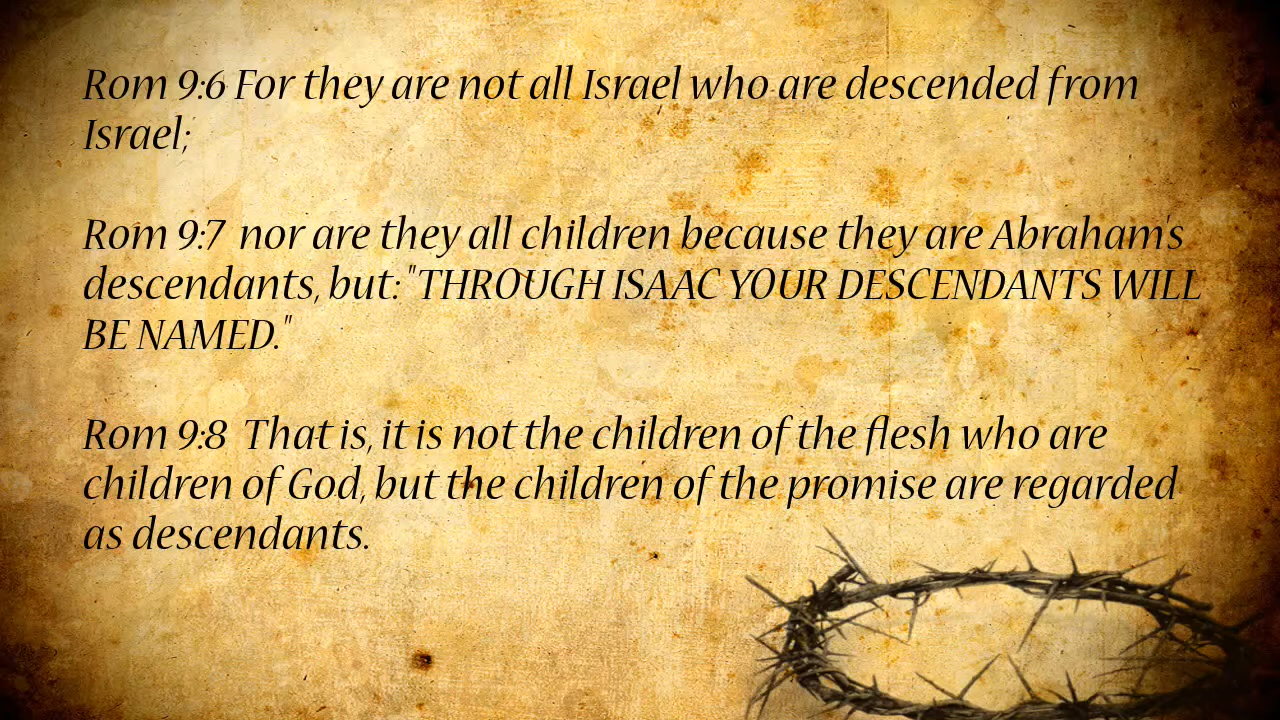 Rom 9:6 For they are not all Israel who are descended from
Israel;
Rom 9:7 nor are they all children because they are Abraham's
descendants, but: "THROUGH ISAAC YOUR DESCENDANTS WILL
BE NAMED."
Rom 9:8 That is, it is not the children of the flesh who are
children of God, but the children of the promise are regarded
as descendants.